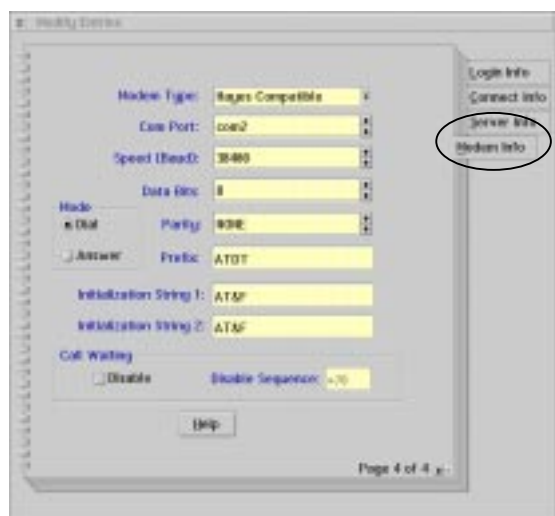 Modify Entries
Login Info
Connect Info
Server Info
Modem Info
Modem Type: Hayes Compatible
Com Port: com2
Speed (Baud): 38400
Data Bits: 8
Mode
Dial
Answer
Parity: NONE
Prefix: ATDT
Initialization String 1: AT&F
Initialization String 2: AT&F
Call Waiting
Disable
Disable Sequence: *70
Help
Page 4 of 4